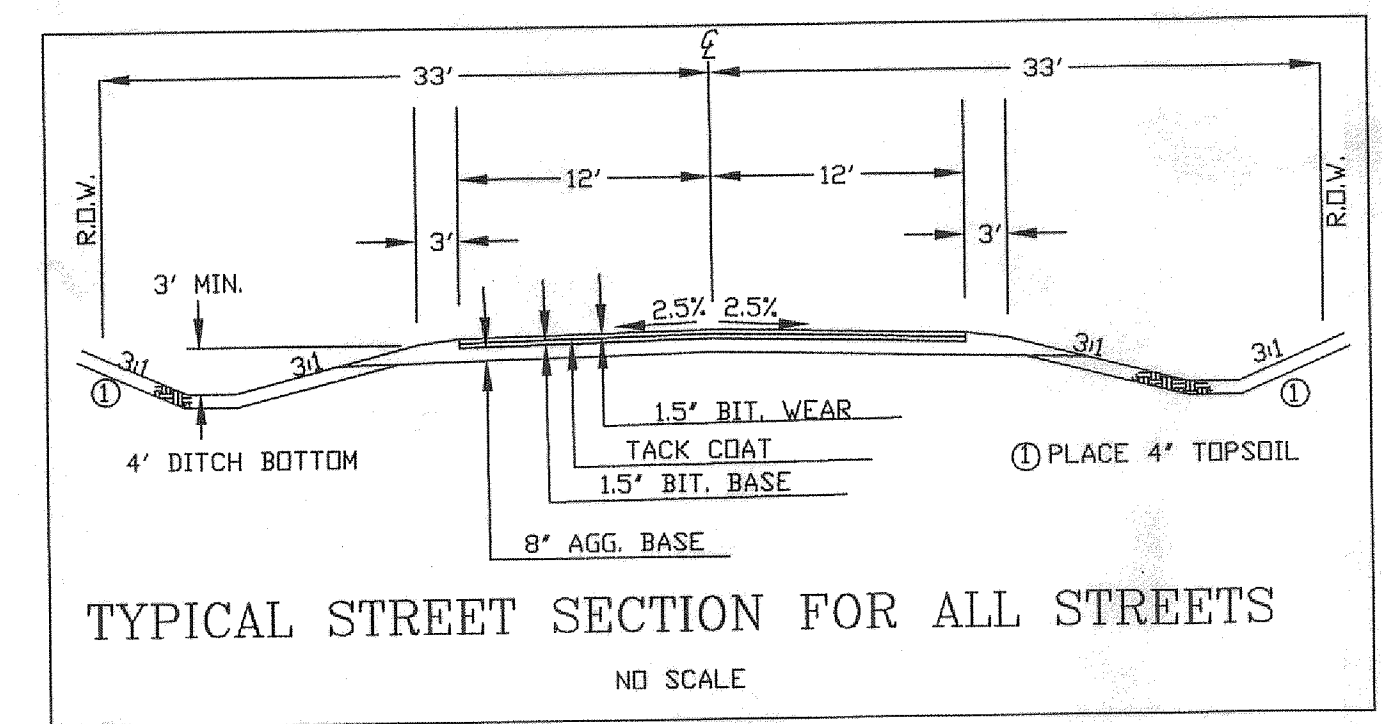 ℄
33'
33'
12'
12'
3'
3'
R.O.W.
R.O.W.
3' MIN.
2.5% 2.5%
3:1
3:1
3:1
3:1
①
①
1.5" BIT. WEAR
TACK COAT
1.5" BIT. BASE
8" AGG. BASE
4' DITCH BOTTOM
① PLACE 4" TOPSOIL
TYPICAL STREET SECTION FOR ALL STREETS
NO SCALE